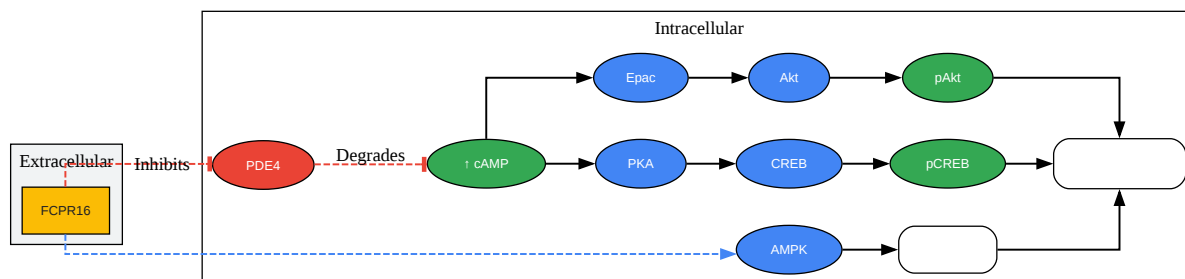 Intracellular
Epac
Akt
pAkt
Extracellular
Inhibits
PDE4
Degrades
↑ cAMP
PKA
CREB
pCREB
FCPR16
AMPK